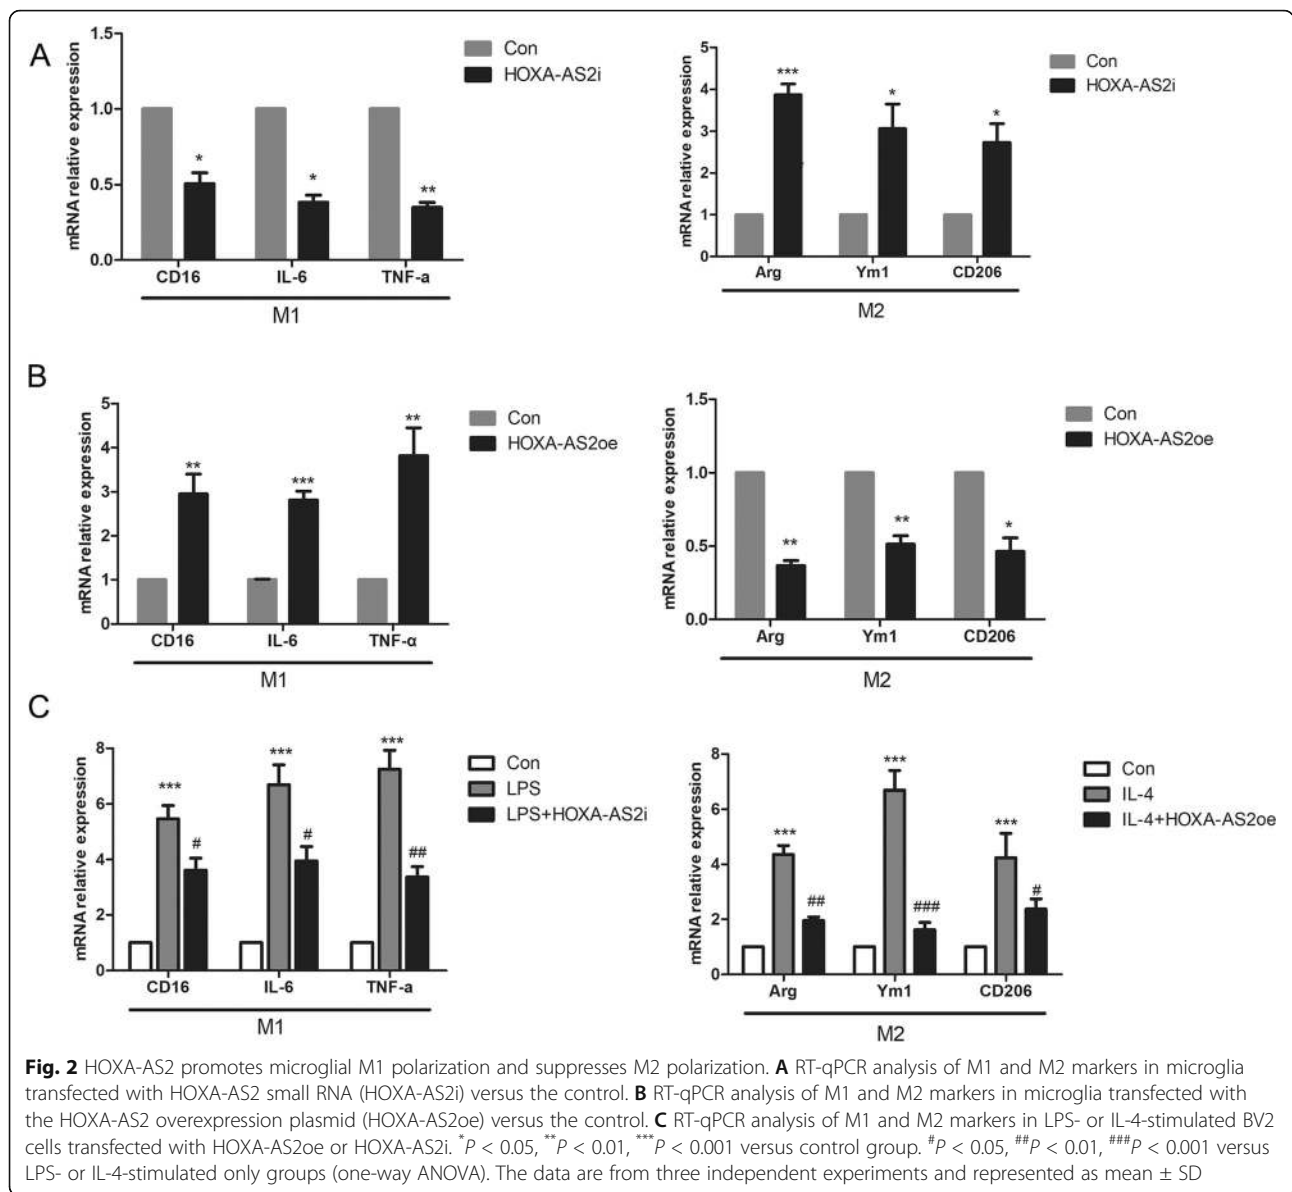 A
mRNA relative expression
1.5
1.0
0.5
0.0
Con
HOXA-AS2i
*
*
**
CD16 IL-6 TNF-a
M1
mRNA relative expression
5
4
3
2
1
0
Con
HOXA-AS2i
***
*
*
Arg Ym1 CD206
M2
B
mRNA relative expression
5
4
3
2
1
0
Con
HOXA-AS2oe
**
***
**
CD16 IL-6 TNF-α
M1
mRNA relative expression
1.5
1.0
0.5
0.0
Con
HOXA-AS2oe
**
**
*
Arg Ym1 CD206
M2
C
mRNA relative expression
8
6
4
2
0
Con
LPS
LPS+HOXA-AS2i
***
#
***
#
***
##
CD16 IL-6 TNF-a
M1
mRNA relative expression
8
6
4
2
0
Con
IL-4
IL-4+HOXA-AS2oe
***
##
***
###
***
#
Arg Ym1 CD206
M2
Fig. 2 HOXA-AS2 promotes microglial M1 polarization and suppresses M2 polarization. A RT-qPCR analysis of M1 and M2 markers in microglia
transfected with HOXA-AS2 small RNA (HOXA-AS2i) versus the control. B RT-qPCR analysis of M1 and M2 markers in microglia transfected with
the HOXA-AS2 overexpression plasmid (HOXA-AS2oe) versus the control. C RT-qPCR analysis of M1 and M2 markers in LPS- or IL-4-stimulated BV2
cells transfected with HOXA-AS2oe or HOXA-AS2i. *P < 0.05, **P < 0.01, ***P < 0.001 versus control group. #P < 0.05, ##P < 0.01, ###P < 0.001 versus
LPS- or IL-4-stimulated only groups (one-way ANOVA). The data are from three independent experiments and represented as mean ± SD